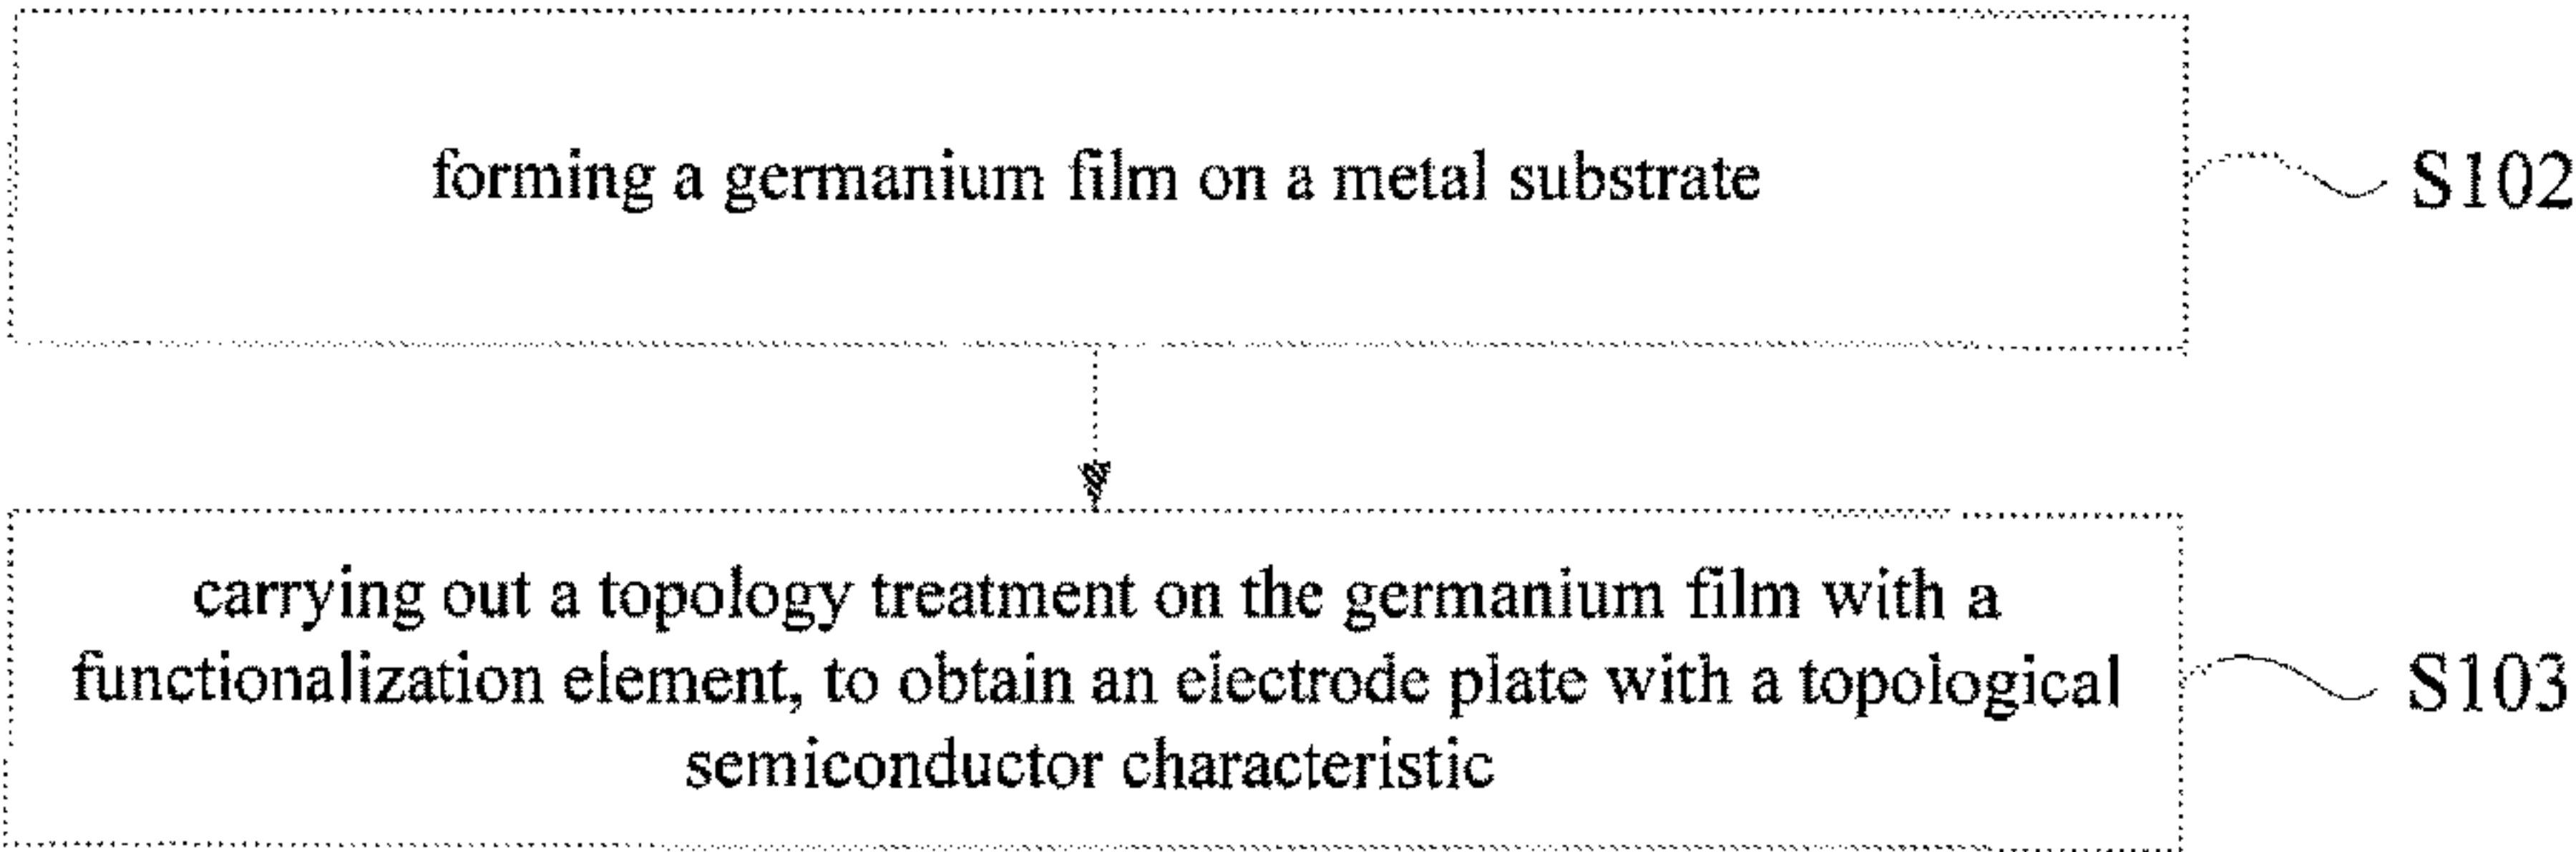 forming a germanium film on a metal substrate
S102
carrying out a topology treatment on the germanium film with a
functionalization element, to obtain an electrode plate with a topological
semiconductor characteristic
S103